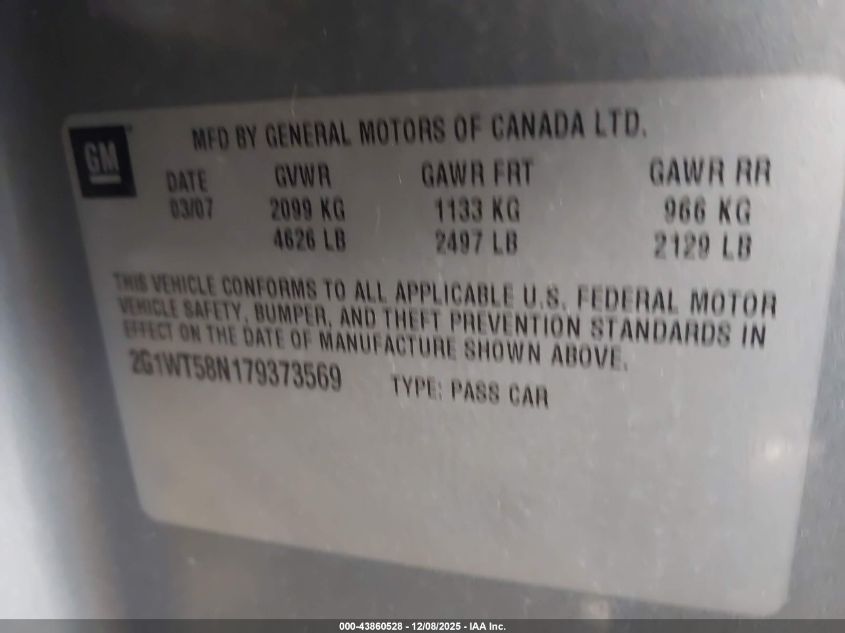 GM
MFD BY GENERAL MOTORS OF CANADA LTD.
DATE GVWR GAWR FRT GAWR RR
03/07 2099 KG 1133 KG 966 KG
4626 LB 2497 LB 2129 LB
THIS VEHICLE CONFORMS TO ALL APPLICABLE U.S. FEDERAL MOTOR
VEHICLE SAFETY, BUMPER, AND THEFT PREVENTION STANDARDS IN
EFFECT ON THE DATE OF MANUFACTURE SHOWN ABOVE.
2G1WT58N179373569 TYPE: PASS CAR
000-43860528 - 12/08/2025 - IAA Inc.